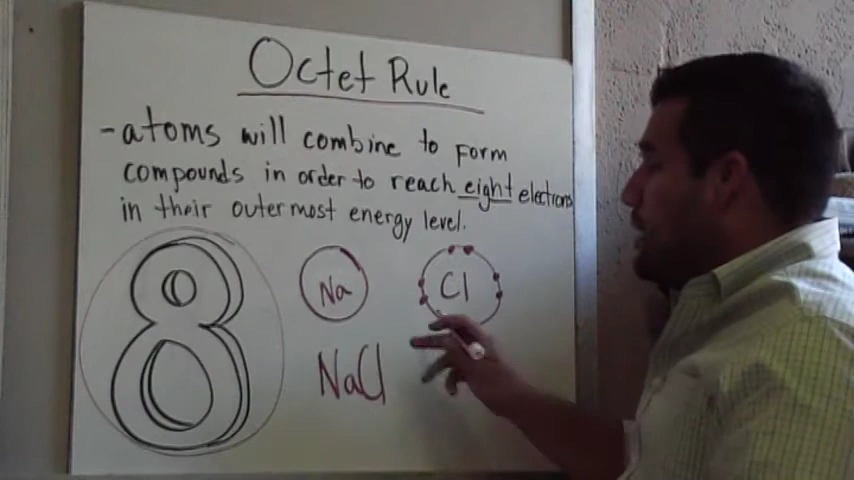 Octet Rule
-atoms will combine to form
compounds in order to reach eight electrons
in their outermost energy level.
8
Na
Cl
NaCl